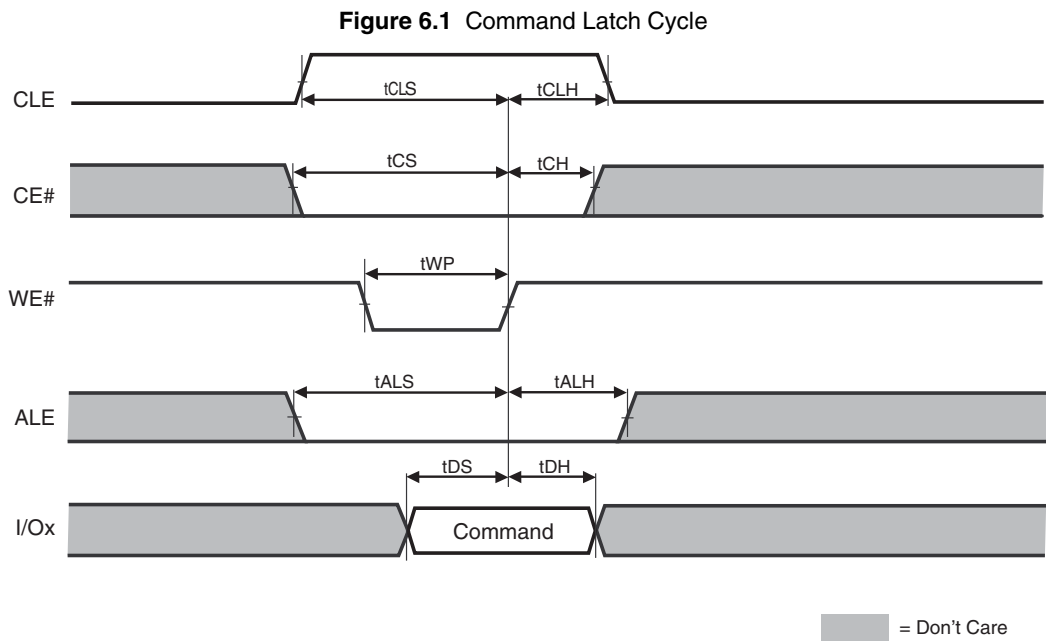 Figure 6.1 Command Latch Cycle
CLE
tCLS
tCLH
CE#
tCS
tCH
WE#
tWP
ALE
tALS
tALH
I/Ox
tDS
tDH
Command
= Don't Care